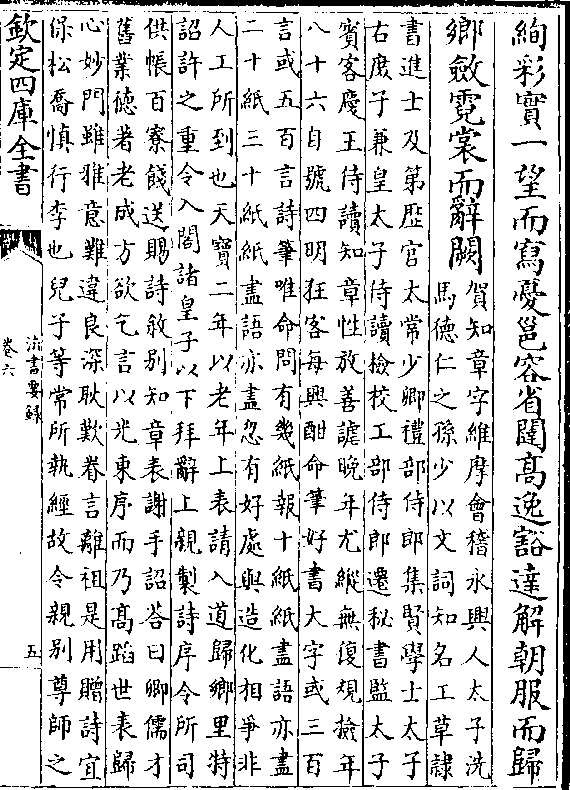 絢彩實一望而寫憂邕容省闥高逸豁達解朝服而歸
鄉斂霓裳而辭闕
賀知章字維摩會稽永興人太子洗
馬德仁之孫少以文詞知名工草隸
書進士及第歷官太常少卿禮部侍郎集賢學士太子
右庶子兼皇太子侍讀檢校工部侍郎遷秘書監太子
賓客慶王侍讀知章性放善謔晚年尤縱無復規檢年
八十六自號四明狂客每興酣命筆好書大字或三百
言或五百言詩筆唯命問有幾紙報十紙紙盡語亦盡
二十紙三十紙紙盡語亦盡忽有好處與造化相爭非
人工所到也天寶二年以老年上表請入道歸鄉里特
詔許之重令入閣諸皇子以下拜辭上親製詩序令所司
供帳百寮餞送賜詩敘别知章表謝手詔荅曰卿儒才
舊業德著老成方欲乞言以光東序而乃高蹈世表歸
心妙門雖雅意難違良深耿歎眷言離祖是用贈詩宜
保松喬慎行李也兒子等常所執經故令親别尊師之
欽定四庫全書
法書要録
卷六
五